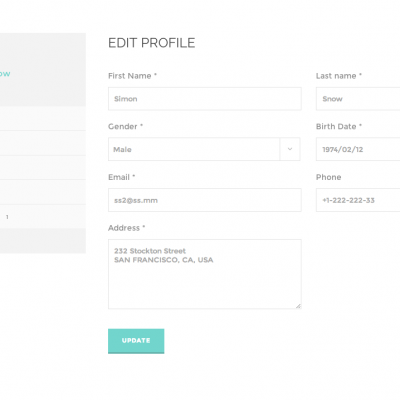 EDIT PROFILE
ow
First Name *
Last name *
Simon
Snow
Gender *
Birth Date *
Male
1974/02/12
Email *
Phone
ss2@ss.mm
+1-222-222-33
1
Address *
232 Stockton Street
SAN FRANCISCO, CA, USA
UPDATE